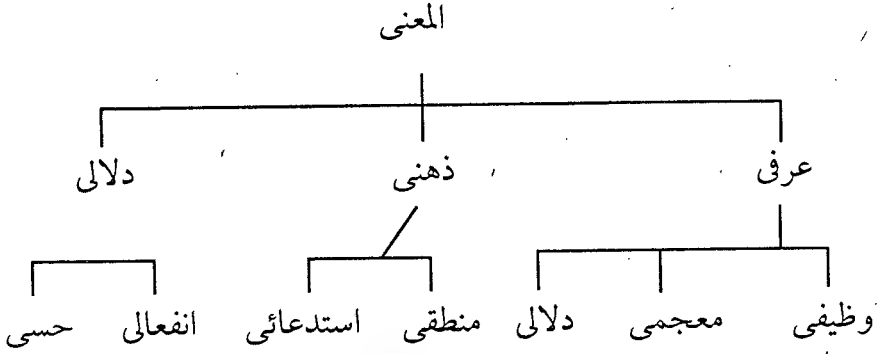 المعنى
عرفى ذهنى دلالى
وظيفى معجمى دلالى منطقى استدعائى انفعالى حسى